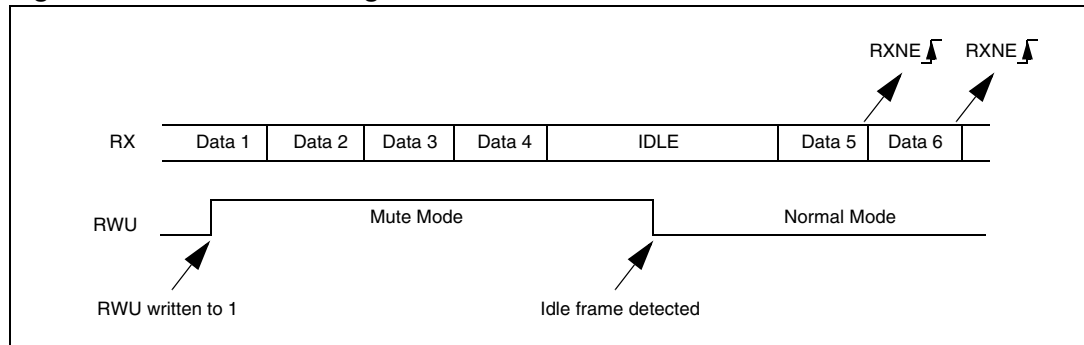 RXNE RXNE
RX Data 1 Data 2 Data 3 Data 4 IDLE Data 5 Data 6
RWU Mute Mode Normal Mode
RWU written to 1 Idle frame detected